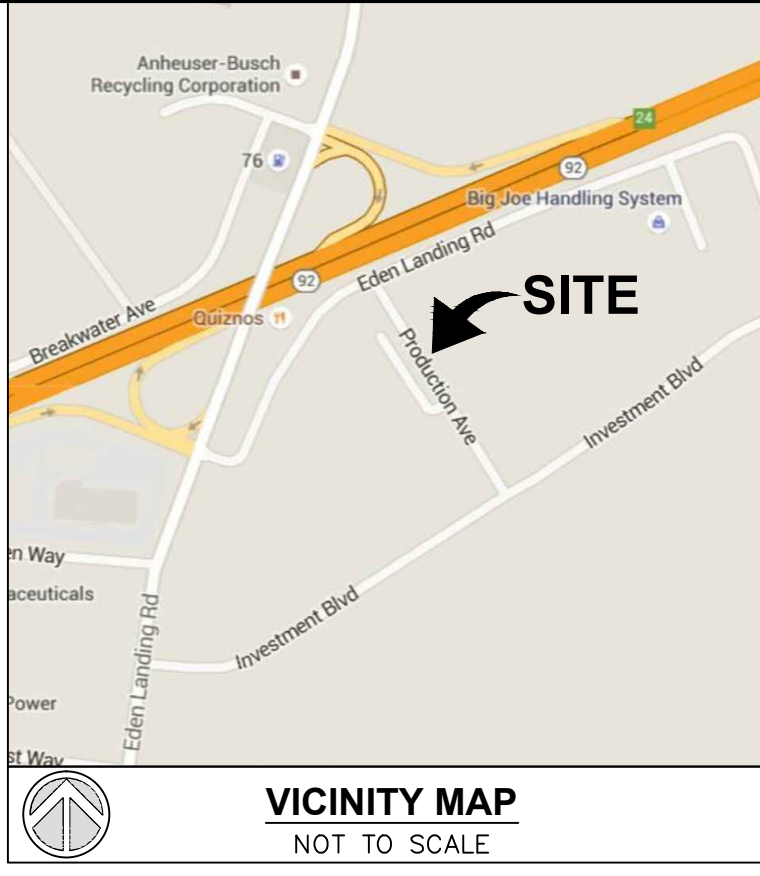 Anheuser-Busch
Recycling Corporation
24
76
92
Big Joe Handling System
Eden Landing Rd
92
SITE
Quiznos
Breakwater Ave
Production Ave
Investment Blvd
en Way
aceuticals
Investment Blvd
Eden Landing Rd
Power
st Way
VICINITY MAP
NOT TO SCALE